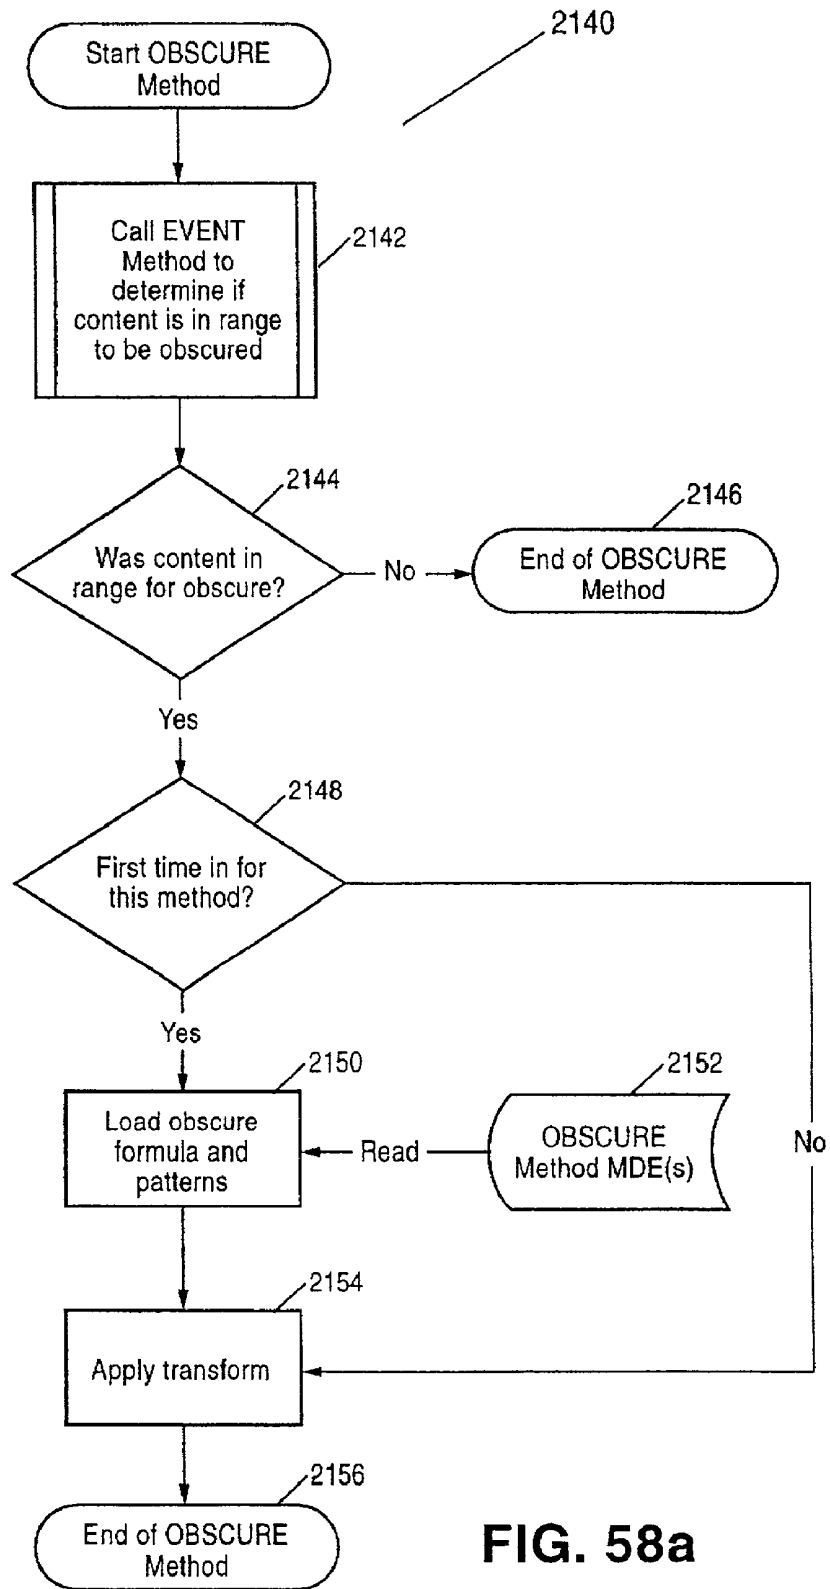 2140
Start OBSCURE
Method
Call EVENT
Method to
determine if
content is in range
to be obscured
2142
2144
Was content in
range for obscure?
No
2146
End of OBSCURE
Method
Yes
2148
First time in for
this method?
Yes
2150
Load obscure
formula and
patterns
Read
2152
OBSCURE
Method MDE(s)
No
2154
Apply transform
2156
End of OBSCURE
Method
FIG. 58a